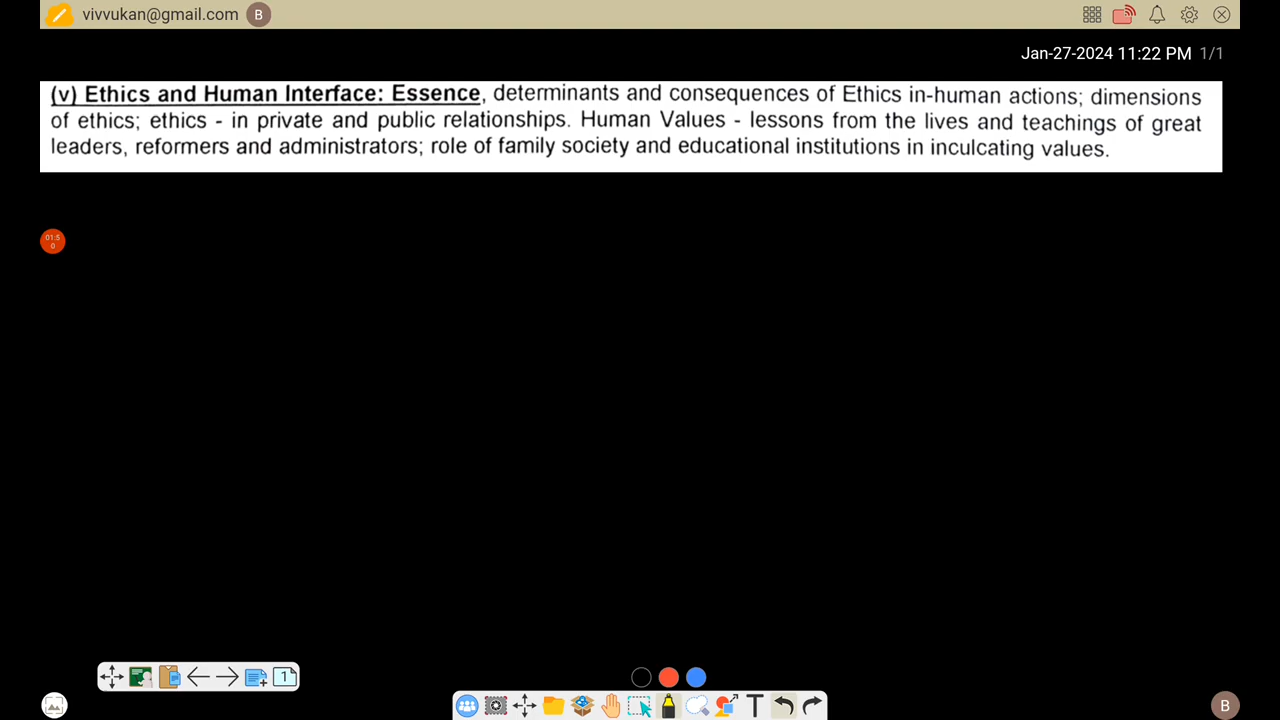 vivvukan@gmail.com B
Jan-27-2024 11:22 PM 1/1
(v) Ethics and Human Interface: Essence, determinants and consequences of Ethics in-human actions; dimensions
of ethics; ethics - in private and public relationships. Human Values - lessons from the lives and teachings of great
leaders, reformers and administrators; role of family society and educational institutions in inculcating values.
01:50
1
T
B